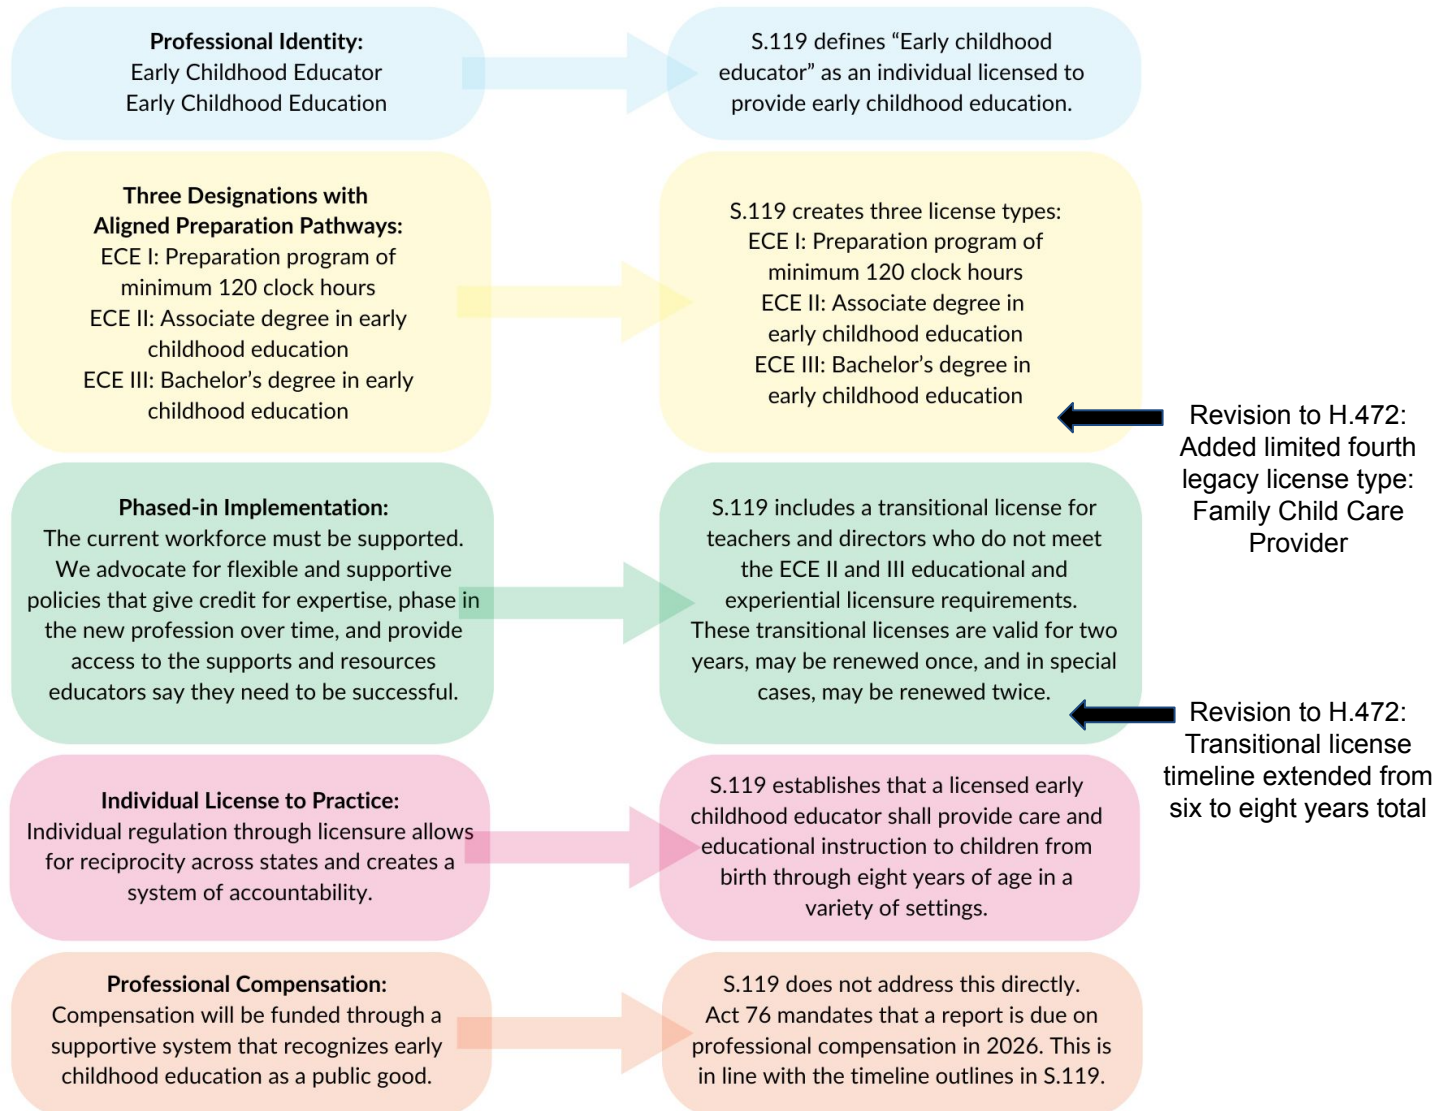 Professional Identity:
Early Childhood Educator
Early Childhood Education
S.119 defines “Early childhood
educator” as an individual licensed to
provide early childhood education.
Three Designations with
Aligned Preparation Pathways:
ECE I: Preparation program of
minimum 120 clock hours
ECE II: Associate degree in early
childhood education
ECE III: Bachelor’s degree in early
childhood education
S.119 creates three license types:
ECE I: Preparation program of
minimum 120 clock hours
ECE II: Associate degree in
early childhood education
ECE III: Bachelor’s degree in
early childhood education
Revision to H.472:
Added limited fourth
legacy license type:
Family Child Care
Provider
Phased-in Implementation:
The current workforce must be supported.
We advocate for flexible and supportive
policies that give credit for expertise, phase in
the new profession over time, and provide
access to the supports and resources
educators say they need to be successful.
S.119 includes a transitional license for
teachers and directors who do not meet
the ECE II and III educational and
experiential licensure requirements.
These transitional licenses are valid for two
years, may be renewed once, and in special
cases, may be renewed twice.
Revision to H.472:
Transitional license
timeline extended from
six to eight years total
Individual License to Practice:
Individual regulation through licensure allows
for reciprocity across states and creates a
system of accountability.
S.119 establishes that a licensed early
childhood educator shall provide care and
educational instruction to children from
birth through eight years of age in a
variety of settings.
Professional Compensation:
Compensation will be funded through a
supportive system that recognizes early
childhood education as a public good.
S.119 does not address this directly.
Act 76 mandates that a report is due on
professional compensation in 2026. This is
in line with the timeline outlines in S.119.